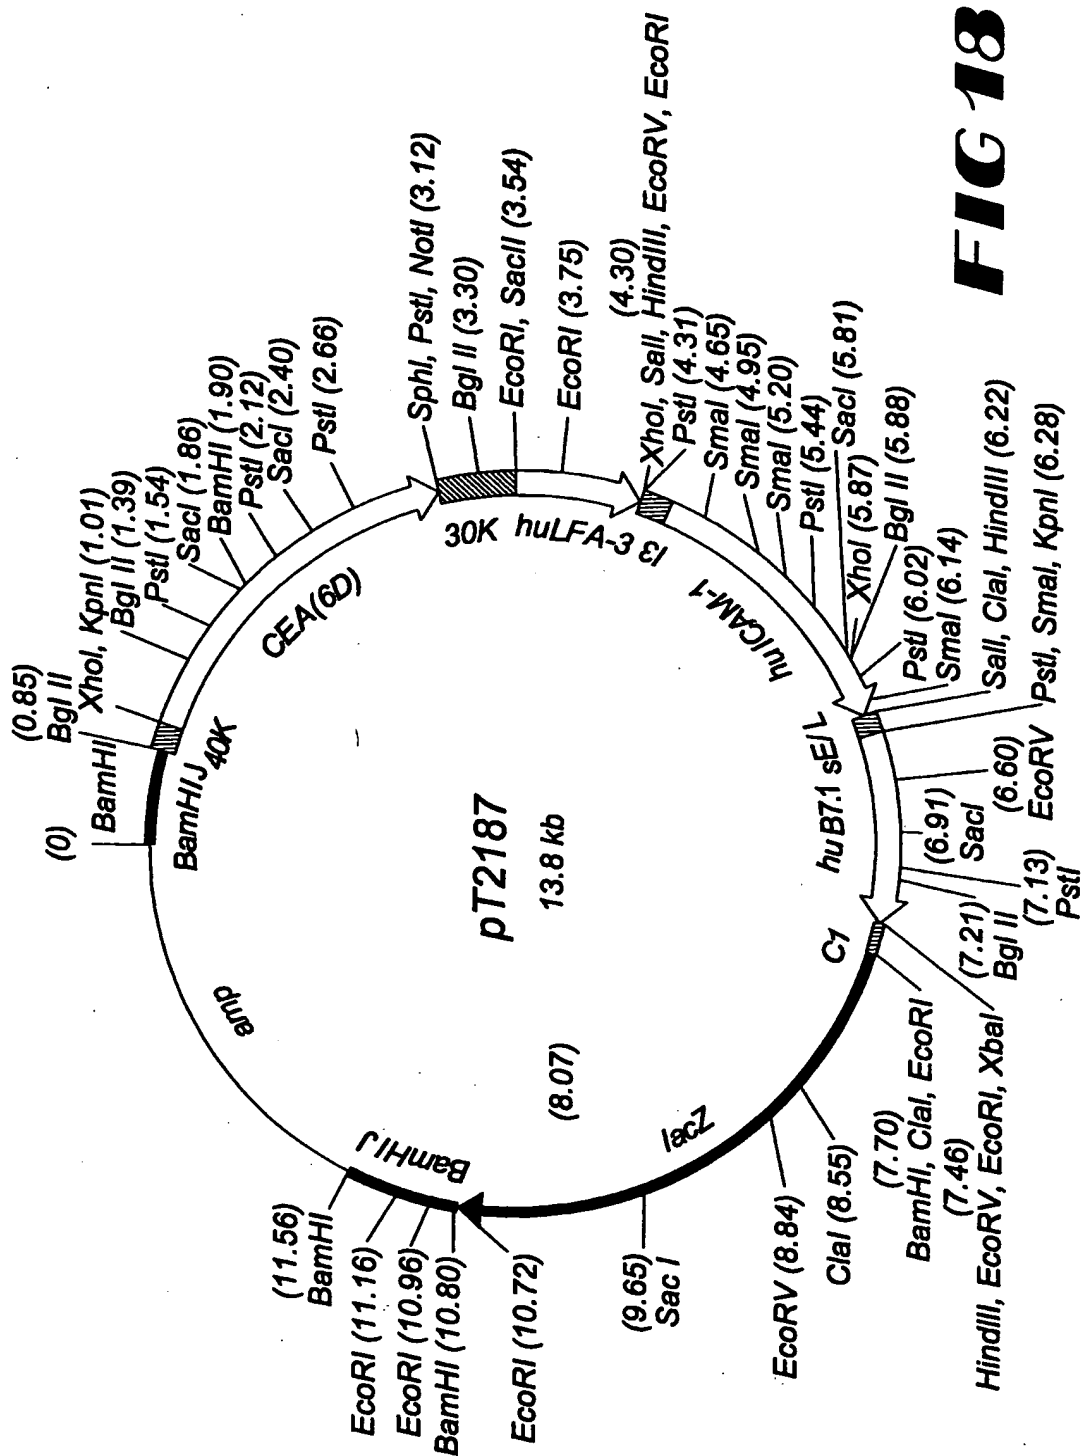 (0)
BamHI
(0.85)
Bgl II
XhoI, KpnI (1.01)
Bgl II (1.39)
PstI (1.54)
SacI (1.86)
BamHI (1.90)
PstI (2.12)
SacI (2.40)
PstI (2.66)
SphI, PstI, NotI (3.12)
Bgl II (3.30)
EcoRI, SacII (3.54)
EcoRI (3.75)
(4.30)
XhoI, SalI, HindIII, EcoRV, EcoRI
PstI (4.31)
SmaI (4.65)
SmaI (4.95)
SmaI (5.20)
PstI (5.44)
SacI (5.81)
XhoI (5.87)
Bgl II (5.88)
PstI (6.02)
SmaI (6.14)
SalI, ClaI, HindIII (6.22)
PstI, SmaI, KpnI (6.28)
(6.60)
EcoRV
(6.91)
SacI
(7.13)
PstI
(7.21)
Bgl II
(7.46)
HindIII, EcoRV, EcoRI, XbaI
(7.70)
BamHI, ClaI, EcoRI
ClaI (8.55)
EcoRV (8.84)
(9.65)
Sac I
EcoRI (10.72)
BamHI (10.80)
EcoRI (10.96)
EcoRI (11.16)
(11.56)
BamHI
BamHI J
40K
CEA(6D)
30K
huLFA-3
I3
huICAM-1
sE/L
hu B7.1
C1
lacZ
(8.07)
BamHI J
amp
pT2187
13.8 kb
FIG 18